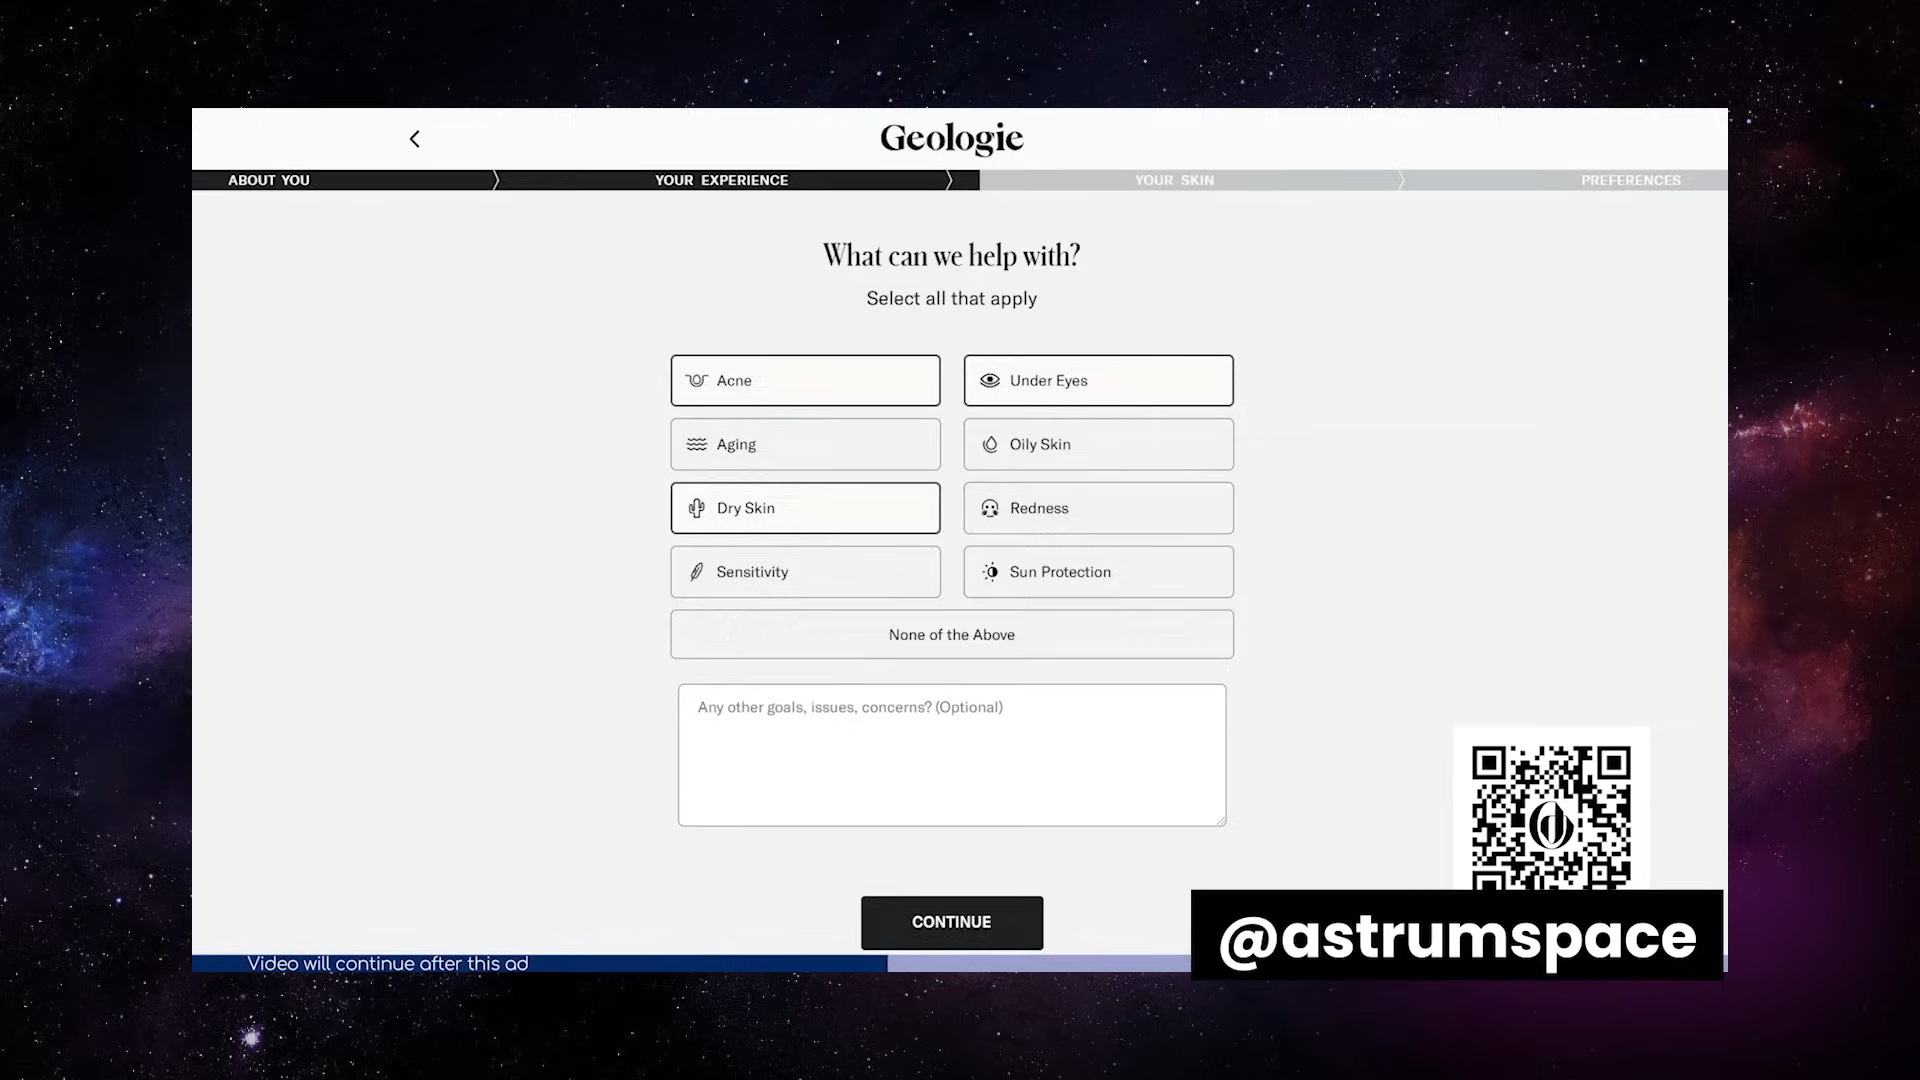 Geologie
ABOUT YOU
YOUR EXPERIENCE
YOUR SKIN
PREFERENCES
What can we help with?
Select all that apply
Acne
Under Eyes
Aging
Oily Skin
Dry Skin
Redness
Sensitivity
Sun Protection
None of the Above
Any other goals, issues, concerns? (Optional)
CONTINUE
@astrumspace
Video will continue after this ad